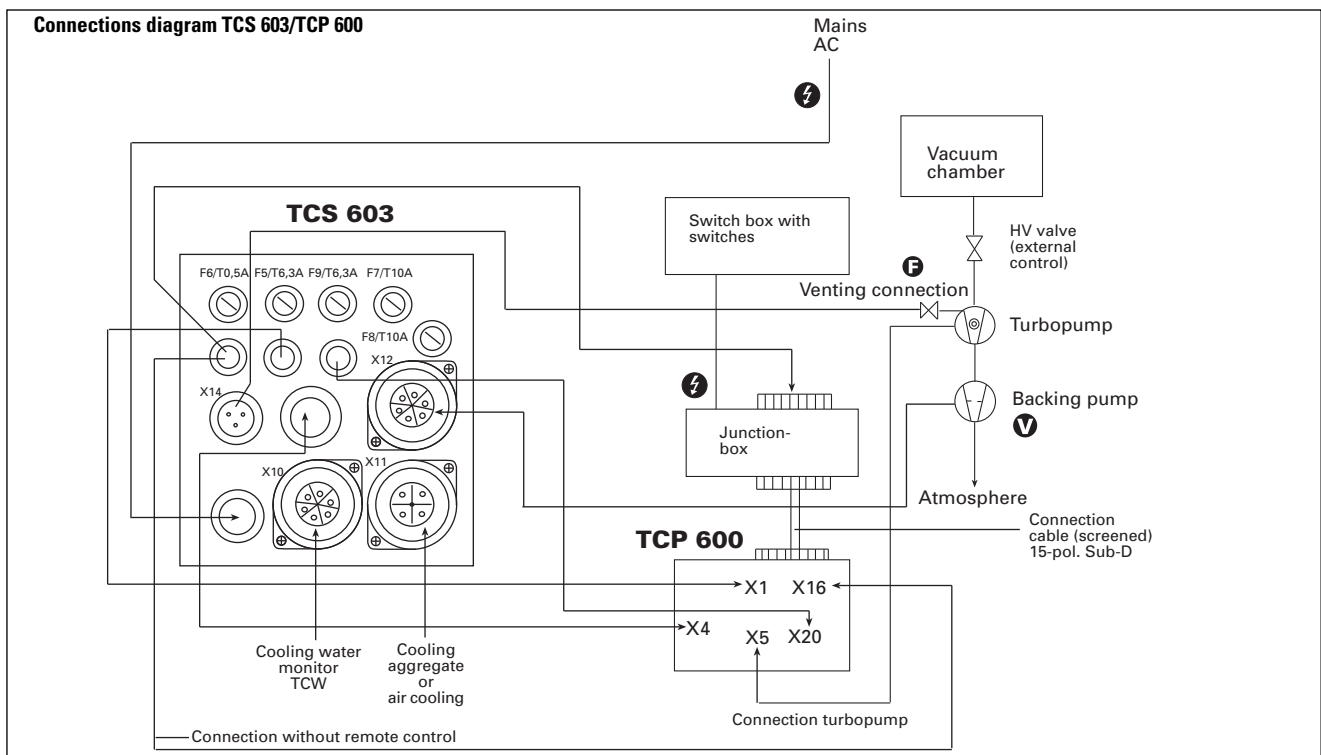 Connections diagram TCS 603/TCP 600
Mains
AC
Vacuum
chamber
TCS 603
Switch box with
switches
HV valve
(external
control)
F6/T0,5A F5/T6,3A F9/T6,3A F7/T10A
F
Venting connection
Turbopump
F8/T10A
X12
X14
Backing pump
V
Junction-
box
X10
X11
Atmosphere
Connection
cable (screened)
15-pol. Sub-D
TCP 600
X1 X16
X4
X5 X20
Cooling water
monitor
TCW
Cooling
aggregate
or
air cooling
Connection turbopump
Connection without remote control